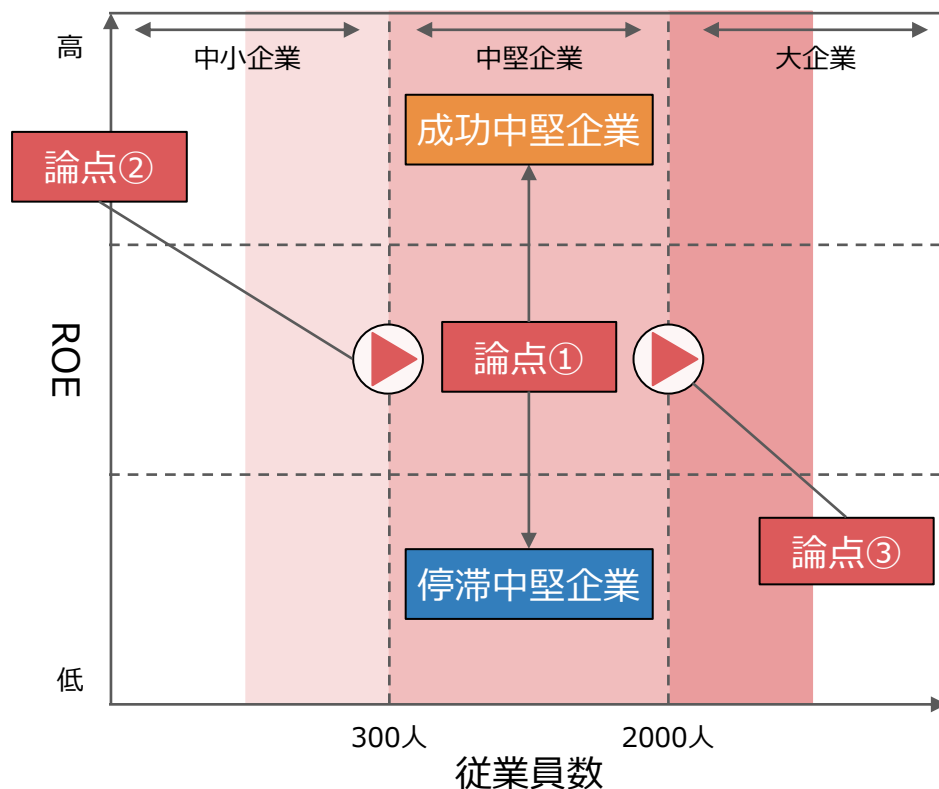 高
中小企業
中堅企業
大企業
成功中堅企業
論点②
ROE
論点①
論点③
停滞中堅企業
低
300人
2000人
従業員数